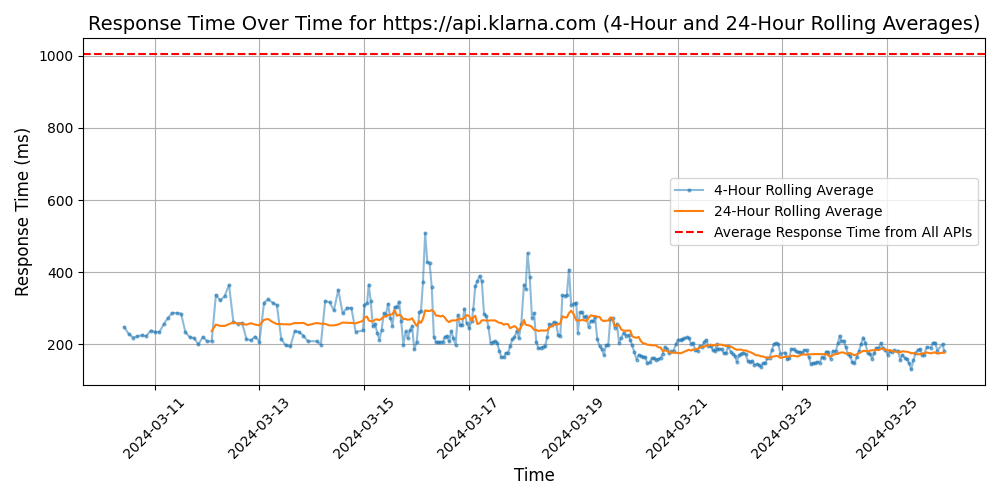 Response Time Over Time for https://api.klarna.com (4-Hour and 24-Hour Rolling Averages)
Response Time (ms)
1000
800
600
400
200
4-Hour Rolling Average
24-Hour Rolling Average
Average Response Time from All APIs
2024-03-11
2024-03-13
2024-03-15
2024-03-17
2024-03-19
2024-03-21
2024-03-23
2024-03-25
Time